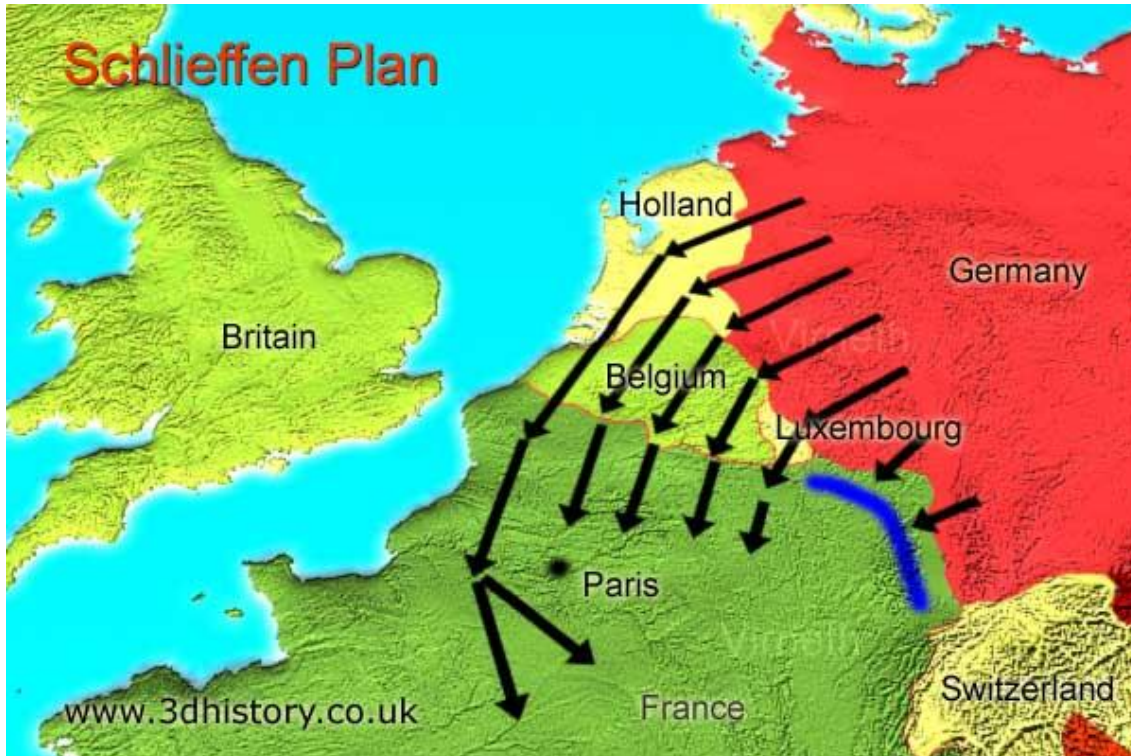 Schlieffen Plan
Holland
Germany
Britain
Belgium
Luxembourg
Paris
Switzerland
France
www.3dhistory.co.uk